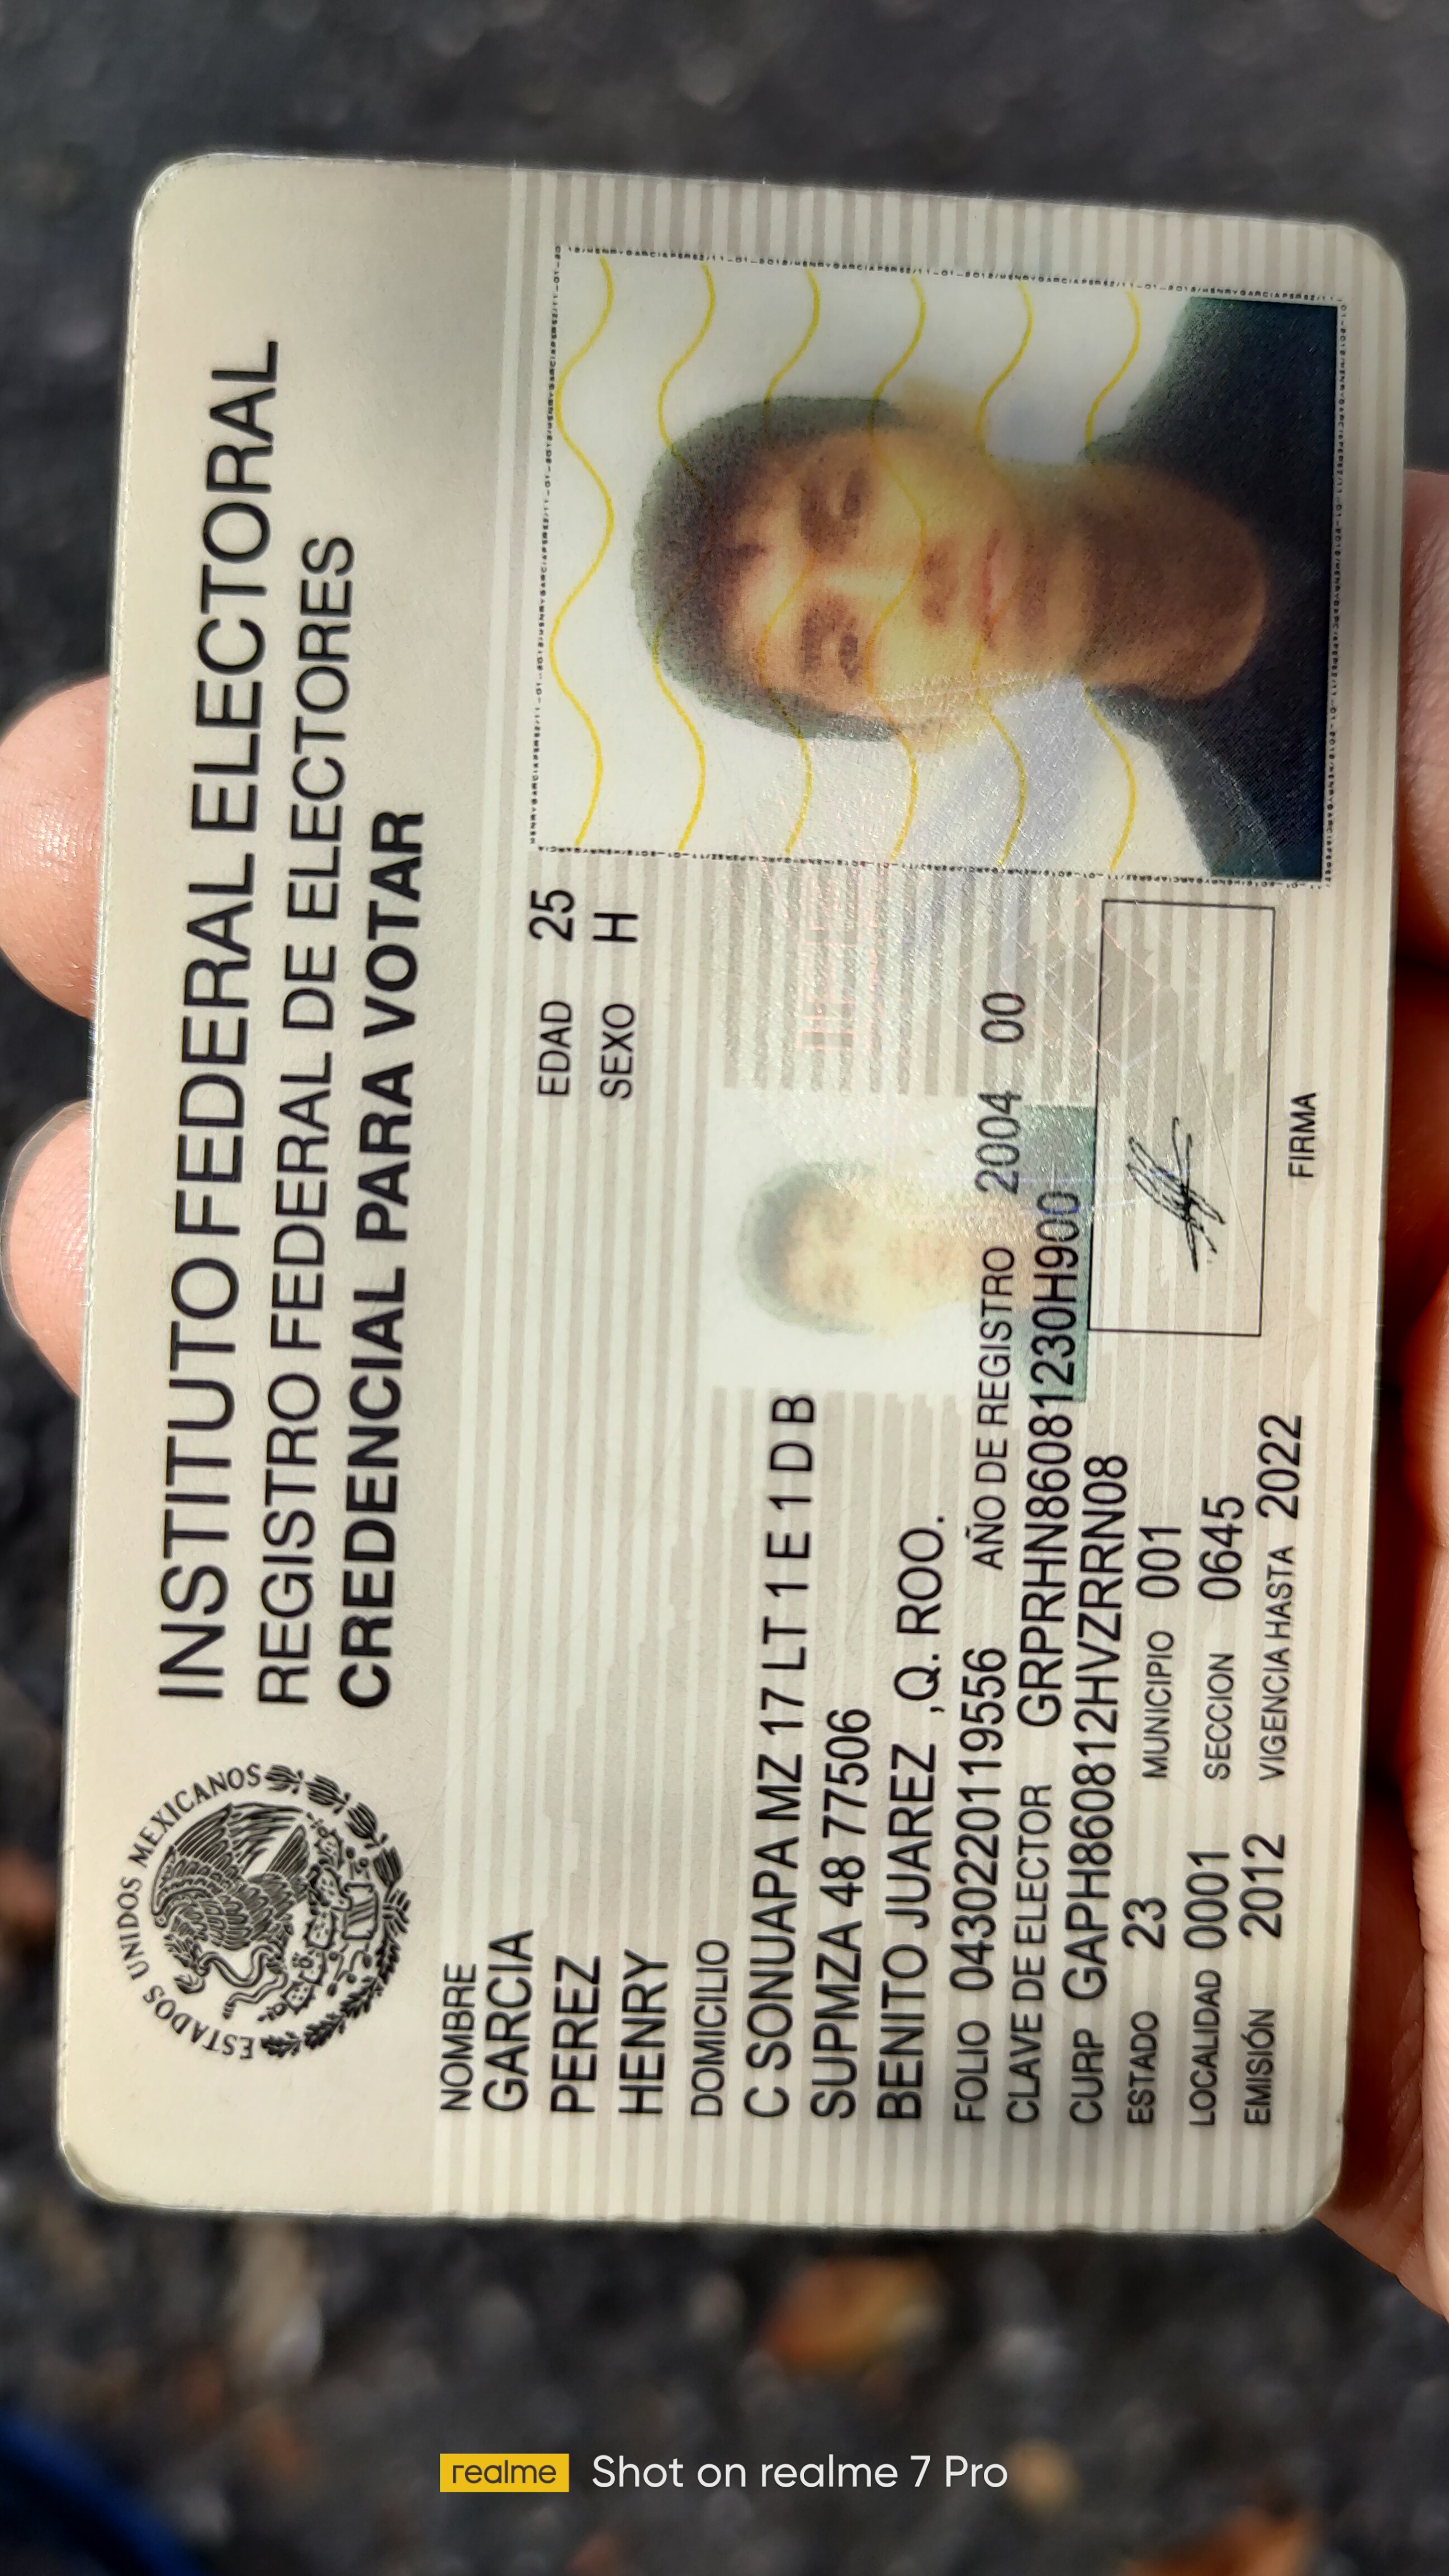 ESTADOS UNIDOS MEXICANOS
INSTITUTO FEDERAL ELECTORAL
REGISTRO FEDERAL DE ELECTORES
CREDENCIAL PARA VOTAR
NOMBRE
GARCIA
PEREZ
HENRY
EDAD 25
SEXO H
DOMICILIO
C SONUAPA MZ 17 LT 1 E 1 D B
SUPMZA 48 77506
BENITO JUAREZ ,Q. ROO.
FOLIO 0430220119556 AÑO DE REGISTRO 2004 00
CLAVE DE ELECTOR GRPRHN86081230H900
CURP GAPH860812HVZRRN08
ESTADO 23 MUNICIPIO 001
LOCALIDAD 0001 SECCION 0645
EMISIÓN 2012 VIGENCIA HASTA 2022
FIRMA
realme Shot on realme 7 Pro